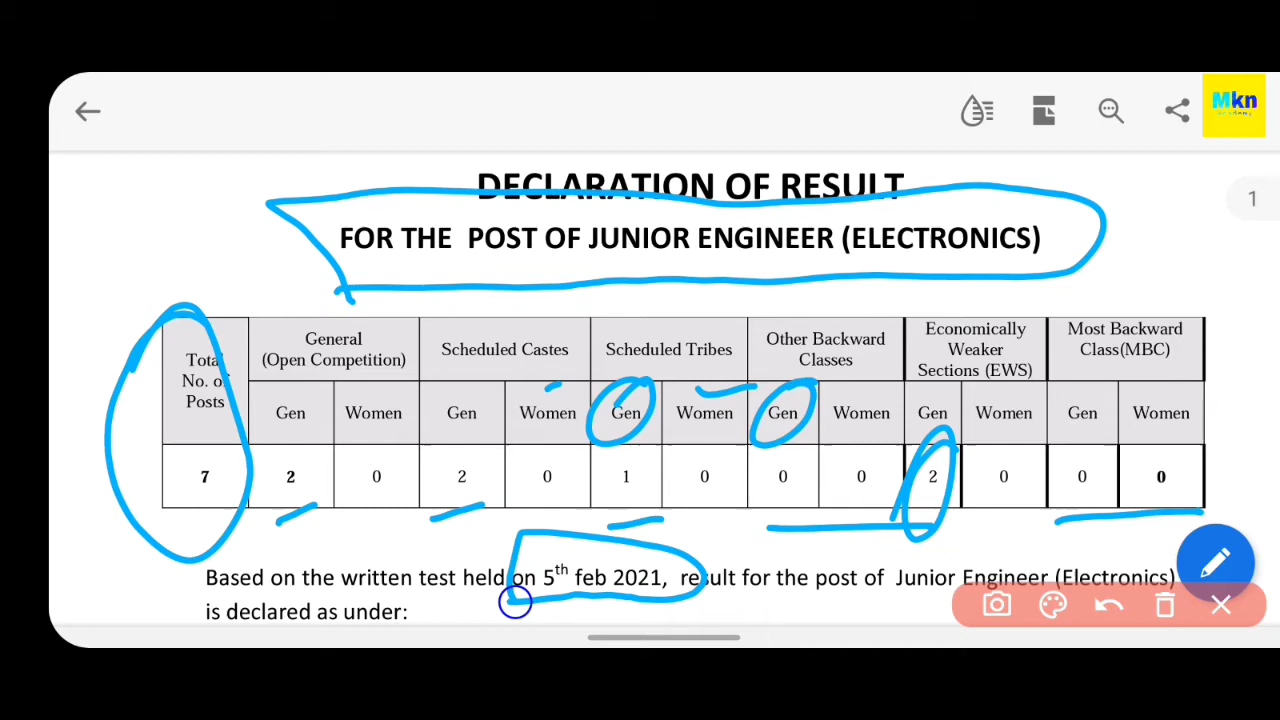 Mkn
academy
DECLARATION OF RESULT
1
FOR THE POST OF JUNIOR ENGINEER (ELECTRONICS)
Total No. of Posts General (Open Competition) Scheduled Castes Scheduled Tribes Other Backward Classes Economically Weaker Sections (EWS) Most Backward Class(MBC)
Gen Women Gen Women Gen Women Gen Women Gen Women Gen Women
7 2 0 2 0 1 0 0 0 2 0 0 0
Based on the written test held on 5th feb 2021, result for the post of Junior Engineer (Electronics)
is declared as under: